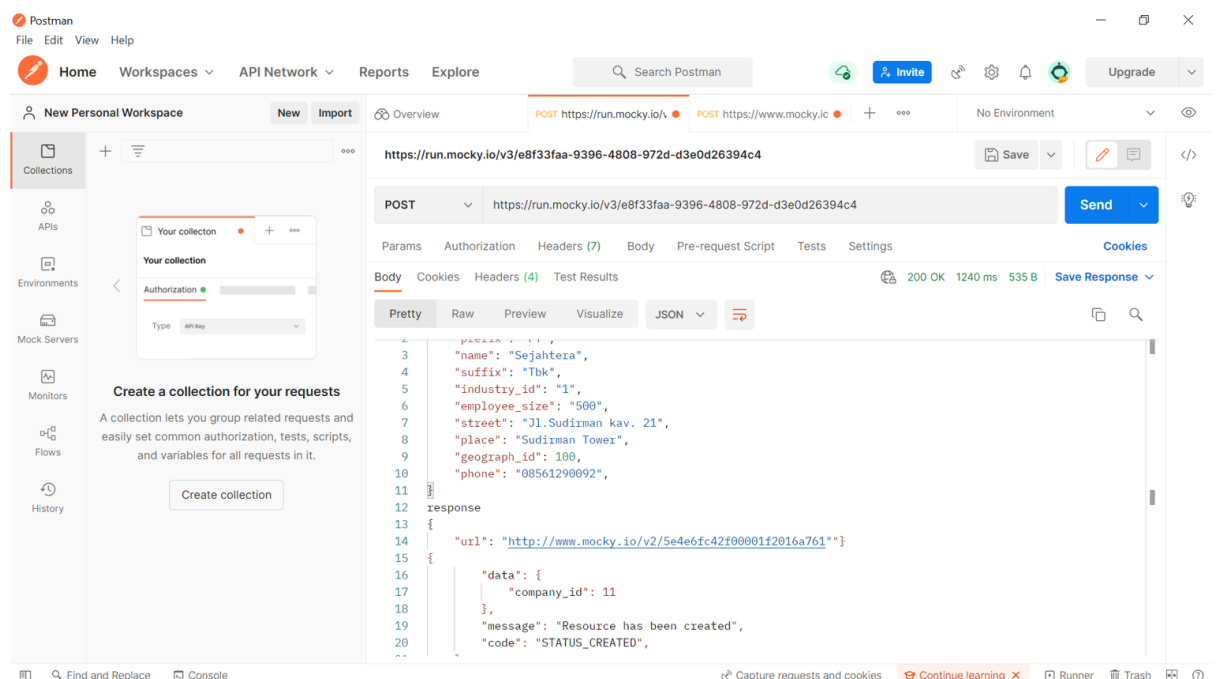 Postman
File Edit View Help
Home Workspaces API Network Reports Explore Search Postman Invite Upgrade
New Personal Workspace New Import Overview POST https://run.mocky.io/v POST https://www.mocky.ic No Environment
Collections
APIs
Environments
Mock Servers
Monitors
Flows
History
Your collecton
Your collection
Authorization
Type API Key
Create a collection for your requests
A collection lets you group related requests and
easily set common authorization, tests, scripts,
and variables for all requests in it.
Create collection
https://run.mocky.io/v3/e8f33faa-9396-4808-972d-d3e0d26394c4 Save
POST https://run.mocky.io/v3/e8f33faa-9396-4808-972d-d3e0d26394c4 Send
Params Authorization Headers (7) Body Pre-request Script Tests Settings Cookies
Body Cookies Headers (4) Test Results 200 OK 1240 ms 535 B Save Response
Pretty Raw Preview Visualize JSON
3 "name": "Sejahtera",
4 "suffix": "Tbk",
5 "industry_id": "1",
6 "employee_size": "500",
7 "street": "Jl.Sudirman kav. 21",
8 "place": "Sudirman Tower",
9 "geograph_id": 100,
10 "phone": "08561290092",
11 }
12 response
13 {
14 "url": "http://www.mocky.io/v2/5e4e6fc42f00001f2016a761""}
15 {
16 "data": {
17 "company_id": 11
18 },
19 "message": "Resource has been created",
20 "code": "STATUS_CREATED",
Find and Replace Console Capture requests and cookies Continue learning Runner Trash